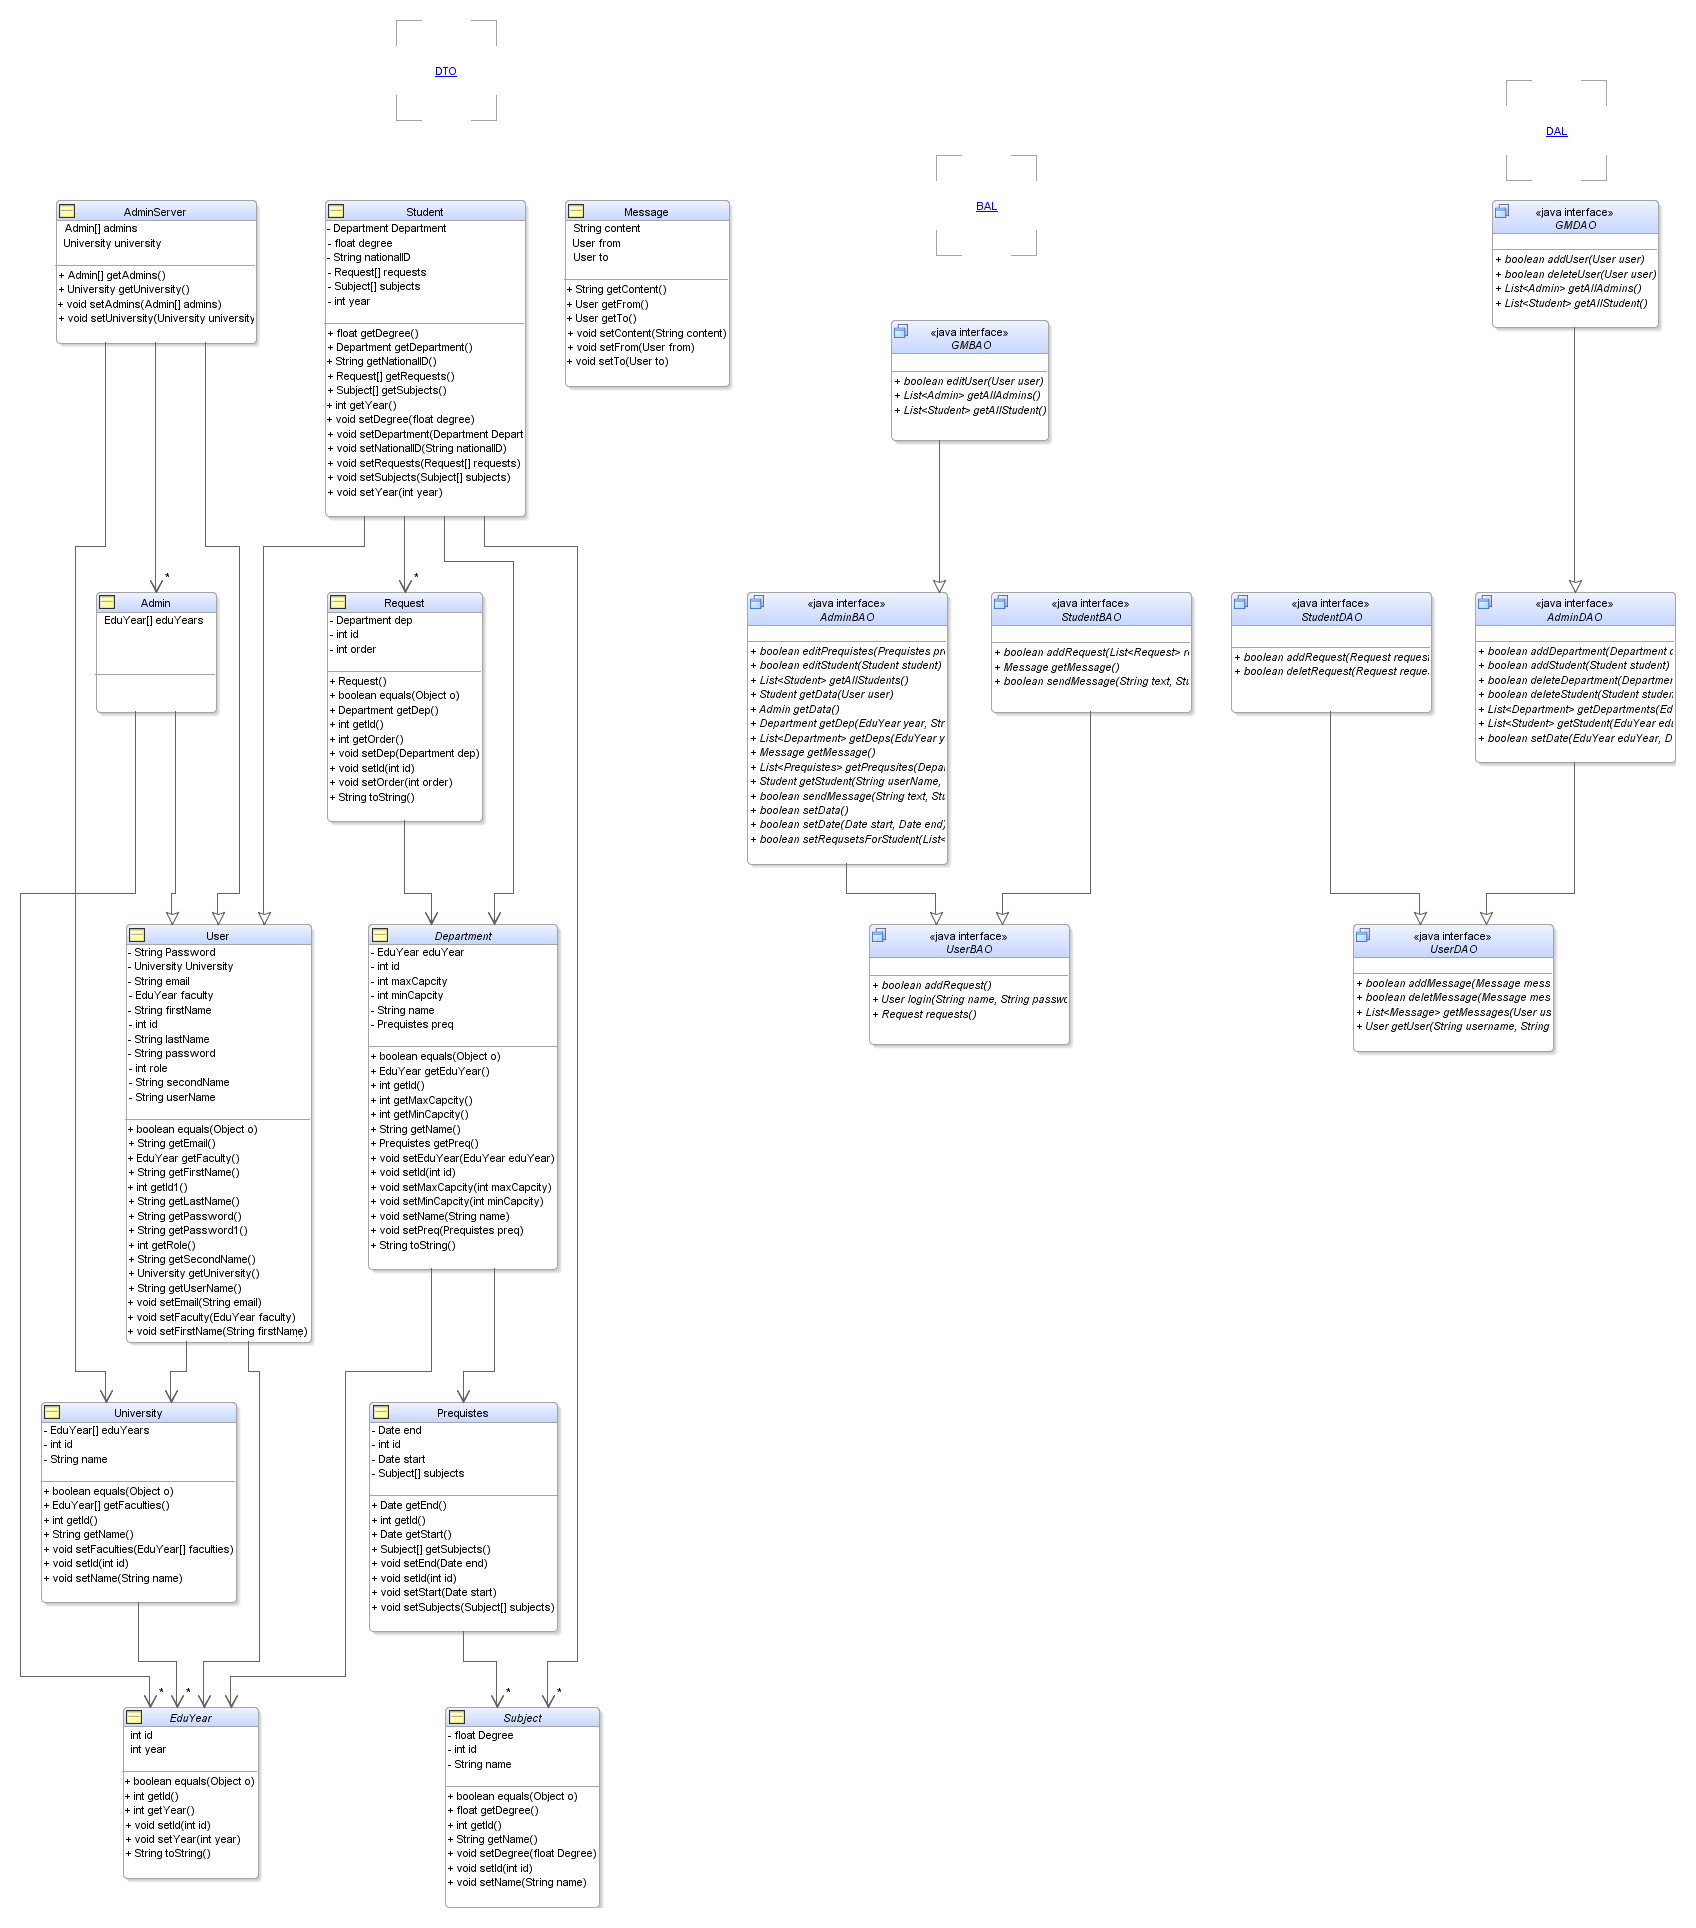 DTO
DAL
BAL
AdminServer
Admin[] admins
University university
+ Admin[] getAdmins()
+ University getUniversity()
+ void setAdmins(Admin[] admins)
+ void setUniversity(University university
Student
- Department Department
- float degree
- String nationalID
- Request[] requests
- Subject[] subjects
- int year
+ float getDegree()
+ Department getDepartment()
+ String getNationalID()
+ Request[] getRequests()
+ Subject[] getSubjects()
+ int getYear()
+ void setDegree(float degree)
+ void setDepartment(Department Depart
+ void setNationalID(String nationalID)
+ void setRequests(Request[] requests)
+ void setSubjects(Subject[] subjects)
+ void setYear(int year)
Message
String content
User from
User to
+ String getContent()
+ User getFrom()
+ User getTo()
+ void setContent(String content)
+ void setFrom(User from)
+ void setTo(User to)
«java interface»
GMBAO
+ boolean editUser(User user)
+ List<Admin> getAllAdmins()
+ List<Student> getAllStudent()
«java interface»
GMDAO
+ boolean addUser(User user)
+ boolean deleteUser(User user)
+ List<Admin> getAllAdmins()
+ List<Student> getAllStudent()
*
*
Admin
EduYear[] eduYears
Request
- Department dep
- int id
- int order
+ Request()
+ boolean equals(Object o)
+ Department getDep()
+ int getId()
+ int getOrder()
+ void setDep(Department dep)
+ void setId(int id)
+ void setOrder(int order)
+ String toString()
«java interface»
AdminBAO
+ boolean editPrequistes(Prequistes pr
+ boolean editStudent(Student student)
+ List<Student> getAllStudents()
+ Student getData(User user)
+ Admin getData()
+ Department getDep(EduYear year, Str
+ List<Department> getDeps(EduYear y
+ Message getMessage()
+ List<Prequistes> getPrequsites(Depa
+ Student getStudent(String userName,
+ boolean sendMessage(String text, Stu
+ boolean setData()
+ boolean setDate(Date start, Date end)
+ boolean setRequsetsForStudent(List<
«java interface»
StudentBAO
+ boolean addRequest(List<Request> r
+ Message getMessage()
+ boolean sendMessage(String text, Stu
«java interface»
StudentDAO
+ boolean addRequest(Request request
+ boolean deletRequest(Request reque
«java interface»
AdminDAO
+ boolean addDepartment(Department d
+ boolean addStudent(Student student)
+ boolean deleteDepartment(Departmen
+ boolean deleteStudent(Student studen
+ List<Department> getDepartments(Ed
+ List<Student> getStudent(EduYear edu
+ boolean setDate(EduYear eduYear, D
User
- String Password
- University University
- String email
- EduYear faculty
- String firstName
- int id
- String lastName
- String password
- int role
- String secondName
- String userName
+ boolean equals(Object o)
+ String getEmail()
+ EduYear getFaculty()
+ String getFirstName()
+ int getId1()
+ String getLastName()
+ String getPassword()
+ String getPassword1()
+ int getRole()
+ String getSecondName()
+ University getUniversity()
+ String getUserName()
+ void setEmail(String email)
+ void setFaculty(EduYear faculty)
+ void setFirstName(String firstName)
Department
- EduYear eduYear
- int id
- int maxCapcity
- int minCapcity
- String name
- Prequistes preq
+ boolean equals(Object o)
+ EduYear getEduYear()
+ int getId()
+ int getMaxCapcity()
+ int getMinCapcity()
+ String getName()
+ Prequistes getPreq()
+ void setEduYear(EduYear eduYear)
+ void setId(int id)
+ void setMaxCapcity(int maxCapcity)
+ void setMinCapcity(int minCapcity)
+ void setName(String name)
+ void setPreq(Prequistes preq)
+ String toString()
«java interface»
UserBAO
+ boolean addRequest()
+ User login(String name, String passwo
+ Request requests()
«java interface»
UserDAO
+ boolean addMessage(Message mess
+ boolean deletMessage(Message mes
+ List<Message> getMessages(User us
+ User getUser(String username, String
University
- EduYear[] eduYears
- int id
- String name
+ boolean equals(Object o)
+ EduYear[] getFaculties()
+ int getId()
+ String getName()
+ void setFaculties(EduYear[] faculties)
+ void setId(int id)
+ void setName(String name)
Prequistes
- Date end
- int id
- Date start
- Subject[] subjects
+ Date getEnd()
+ int getId()
+ Date getStart()
+ Subject[] getSubjects()
+ void setEnd(Date end)
+ void setId(int id)
+ void setStart(Date start)
+ void setSubjects(Subject[] subjects)
*
*
*
*
EduYear
int id
int year
+ boolean equals(Object o)
+ int getId()
+ int getYear()
+ void setId(int id)
+ void setYear(int year)
+ String toString()
Subject
- float Degree
- int id
- String name
+ boolean equals(Object o)
+ float getDegree()
+ int getId()
+ String getName()
+ void setDegree(float Degree)
+ void setId(int id)
+ void setName(String name)